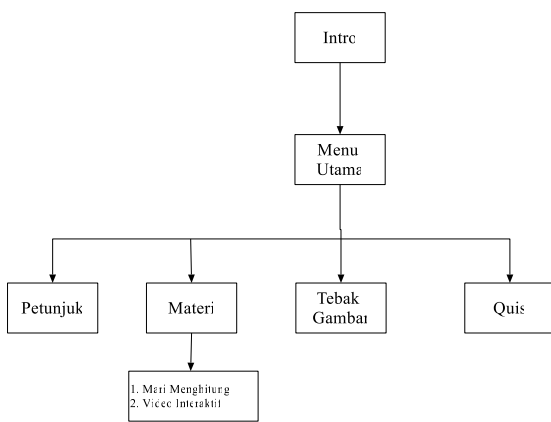 Intro
Menu
Utama
Petunjuk
Materi
Tebak
Gambar
Quis
1. Mari Menghitung
2. Video Interaktif